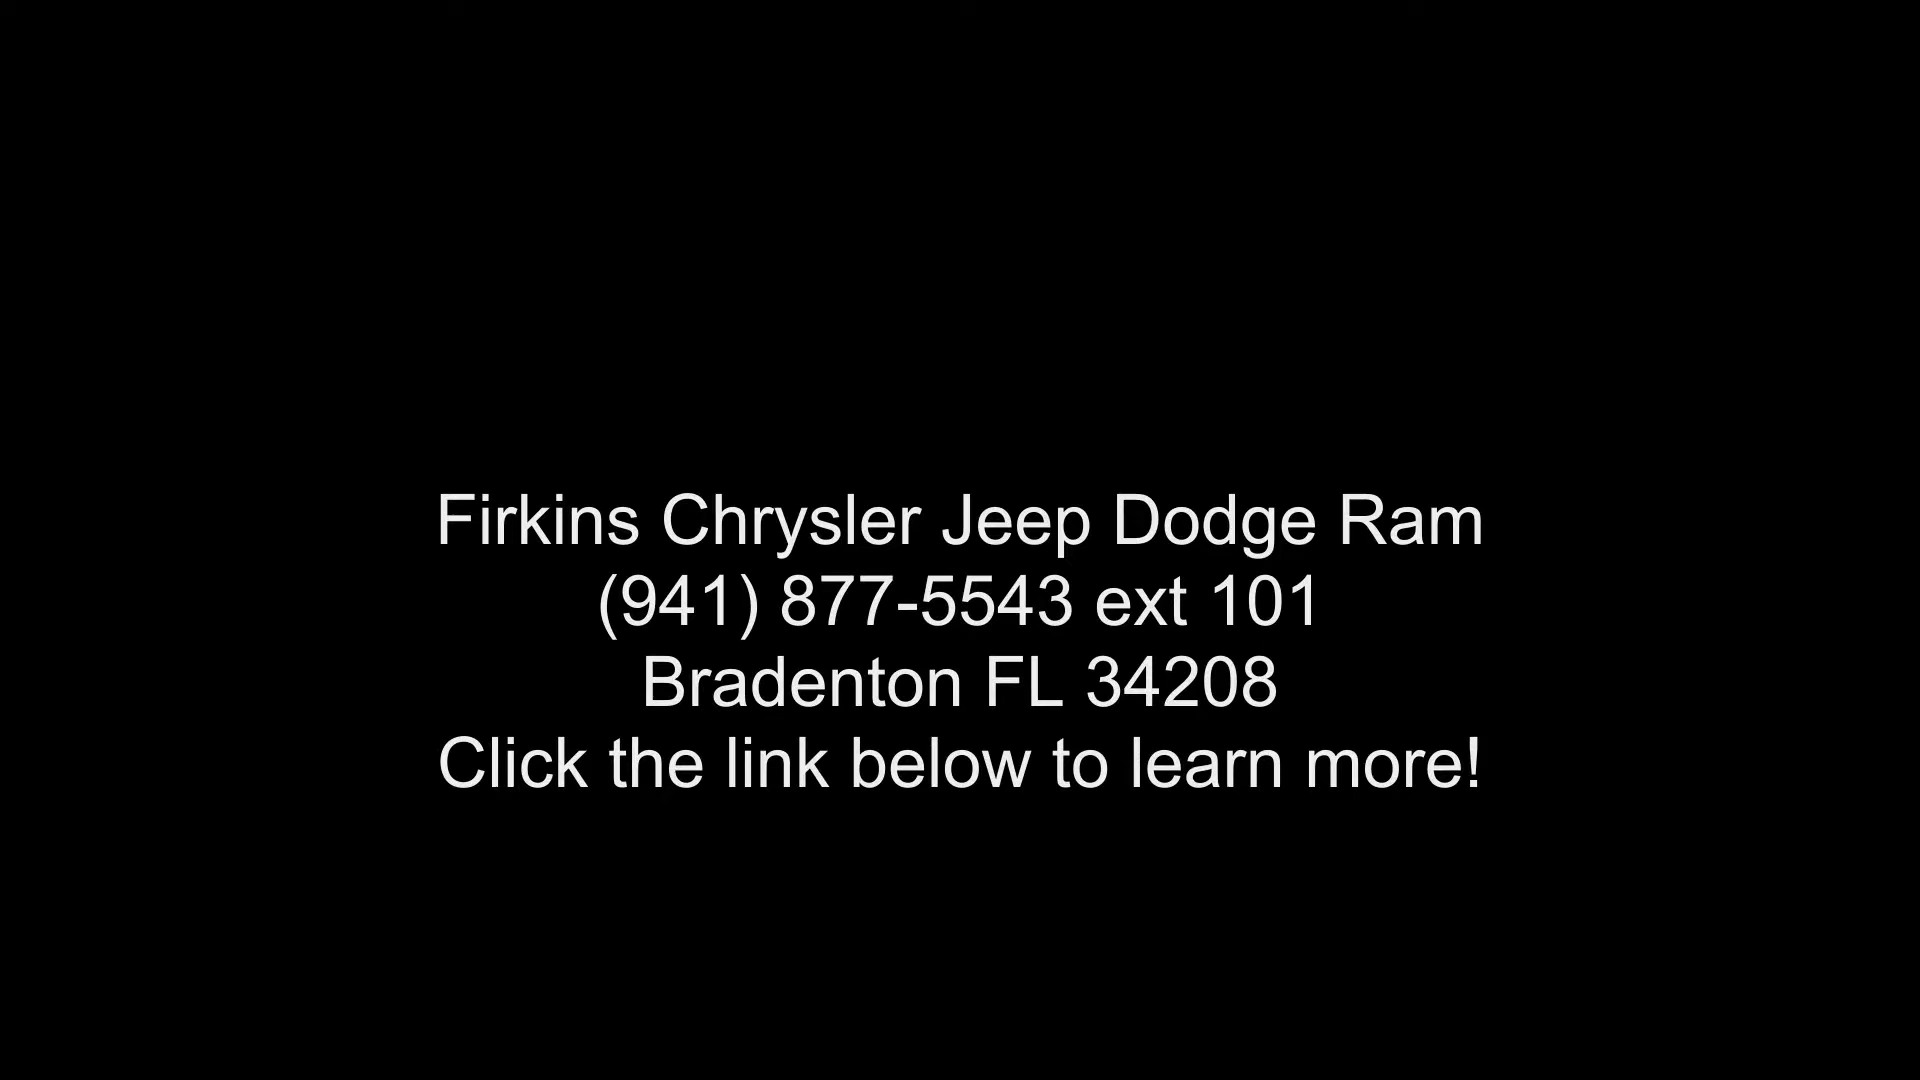 Firkins Chrysler Jeep Dodge Ram
(941) 877-5543 ext 101
Bradenton FL 34208
Click the link below to learn more!